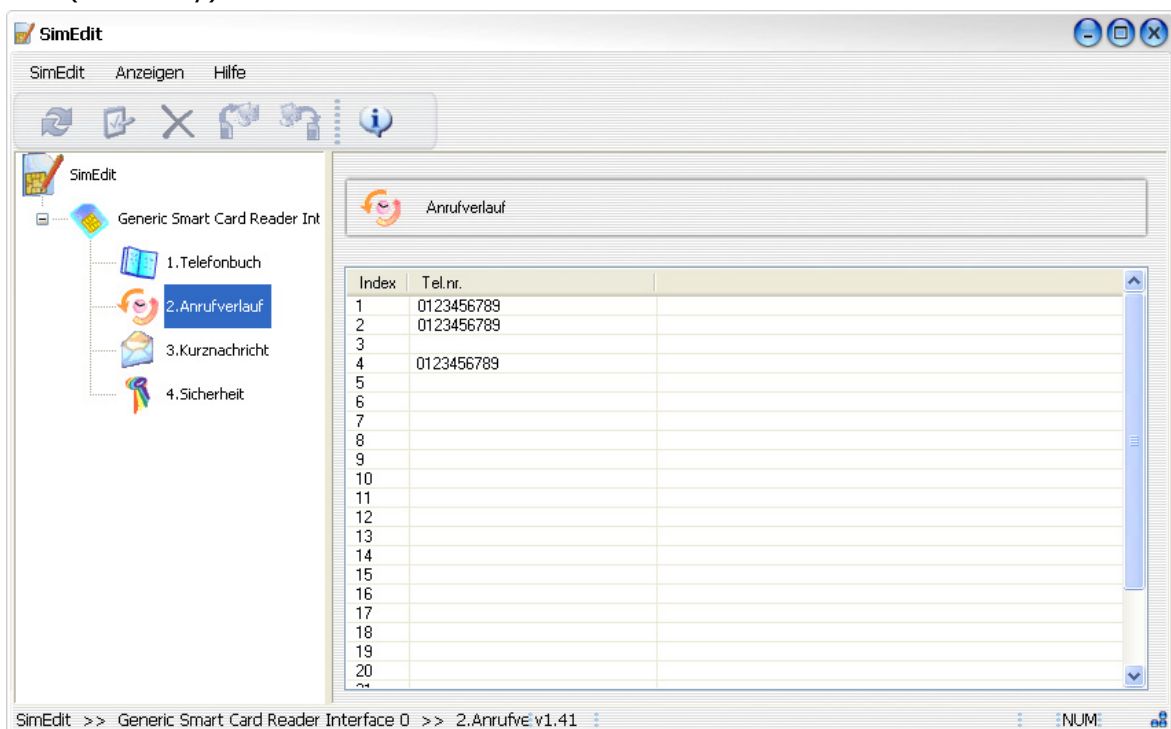 SimEdit
SimEdit Anzeigen Hilfe
SimEdit
Generic Smart Card Reader Int
1.Telefonbuch
2.Anrufverlauf
3.Kurznachricht
4.Sicherheit
Anrufverlauf
Index Tel.nr.
1 0123456789
2 0123456789
3
4 0123456789
5
6
7
8
9
10
11
12
13
14
15
16
17
18
19
20
SimEdit >> Generic Smart Card Reader Interface 0 >> 2.Anrufve v1.41 NUM